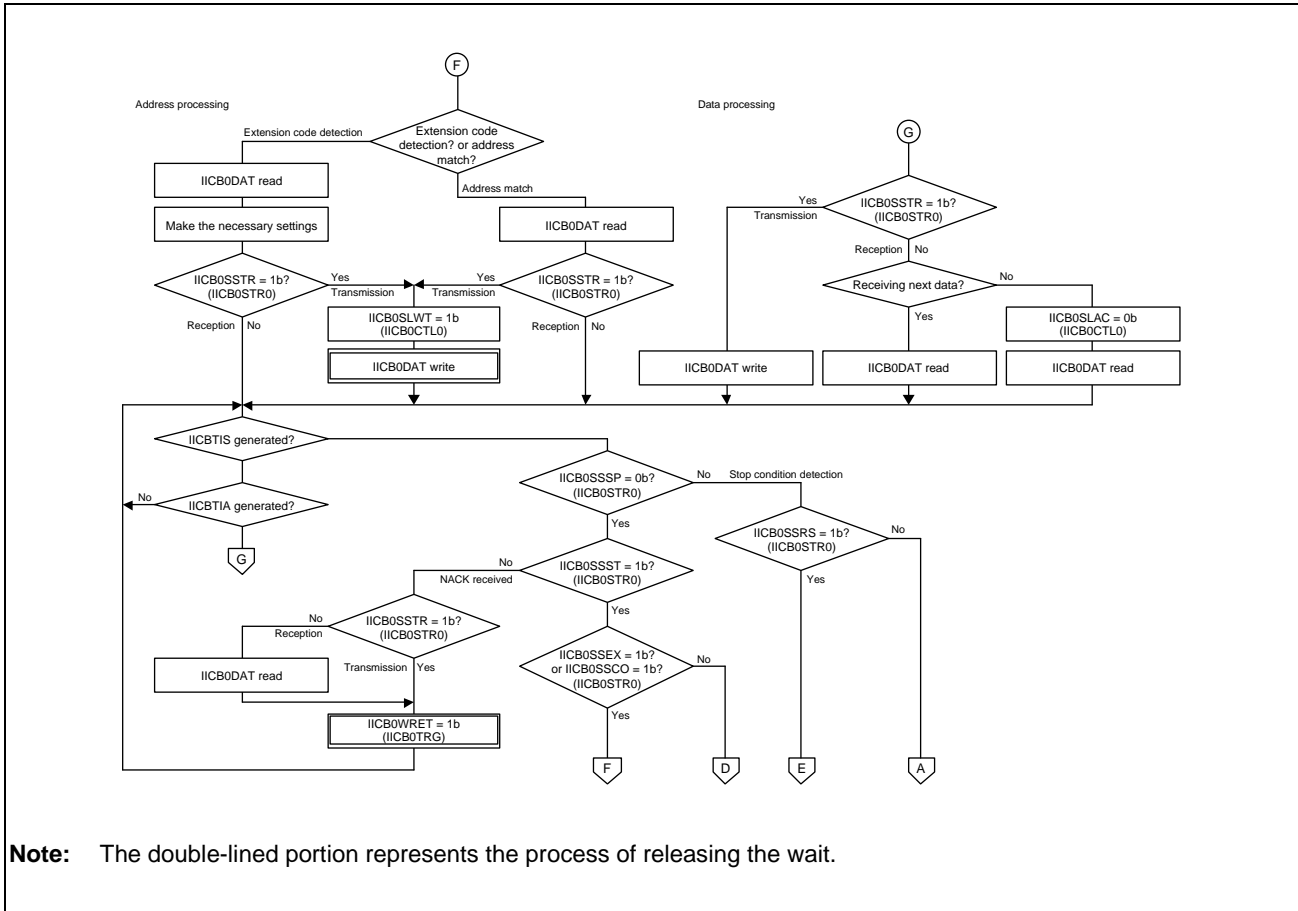 F
Address processing
Data processing
Extension code detection
Extension code
detection? or address
match?
G
IICB0DAT read
Address match
Make the necessary settings
IICB0DAT read
Yes
Transmission
IICB0SSTR = 1b?
(IICB0STR0)
Reception
No
IICB0SSTR = 1b?
(IICB0STR0)
Yes
Transmission
Yes
Transmission
IICB0SSTR = 1b?
(IICB0STR0)
Receiving next data?
No
Reception
No
IICB0SLWT = 1b
(IICB0CTL0)
Reception
No
Yes
IICB0SLAC = 0b
(IICB0CTL0)
IICB0DAT write
IICB0DAT write
IICB0DAT read
IICB0DAT read
IICBTIS generated?
IICB0SSSP = 0b?
(IICB0STR0)
No
Stop condition detection
No
IICBTIA generated?
Yes
IICB0SSRS = 1b?
(IICB0STR0)
No
G
No
NACK received
IICB0SSST = 1b?
(IICB0STR0)
Yes
No
Reception
IICB0SSTR = 1b?
(IICB0STR0)
Yes
IICB0DAT read
Transmission
Yes
IICB0SSEX = 1b?
or IICB0SSCO = 1b?
(IICB0STR0)
No
Yes
IICB0WRET = 1b
(IICB0TRG)
F
D
E
A
Note: The double-lined portion represents the process of releasing the wait.